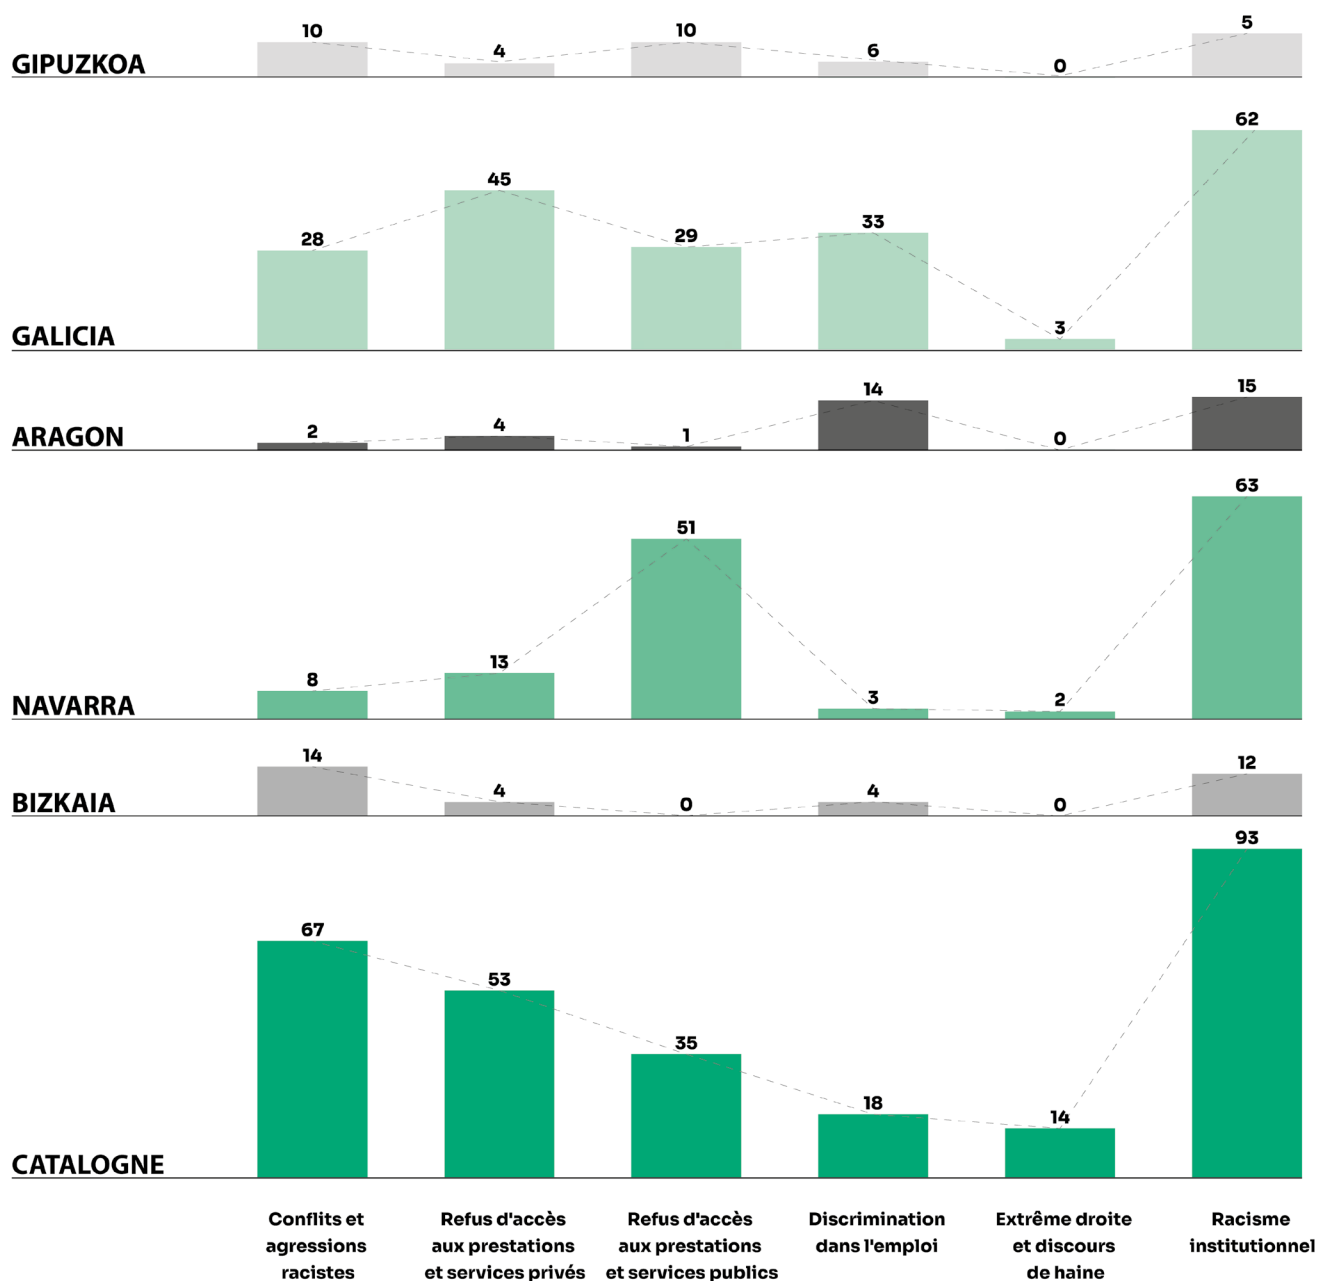 10 4 10 6 0 5
GIPUZKOA
28 45 29 33 3 62
GALICIA
2 4 1 14 0 15
ARAGON
8 13 51 3 2 63
NAVARRA
14 4 0 4 0 12
BIZKAIA
67 53 35 18 14 93
CATALOGNE
Conflits et
agressions
racistes
Refus d'accès
aux prestations
et services privés
Refus d'accès
aux prestations
et services publics
Discrimination
dans l'emploi
Extrême droite
et discours
de haine
Racisme
institutionnel